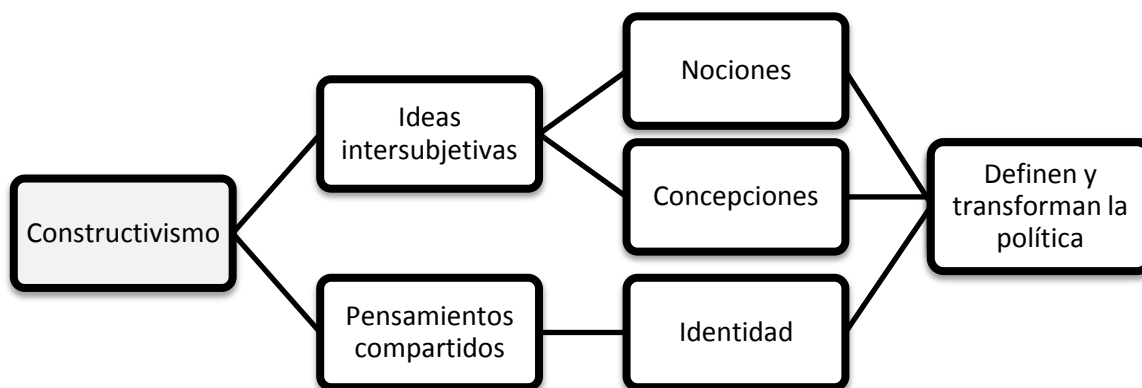 Constructivismo
Ideas
intersubjetivas
Pensamientos
compartidos
Nociones
Concepciones
Identidad
Definen y
transforman la
política